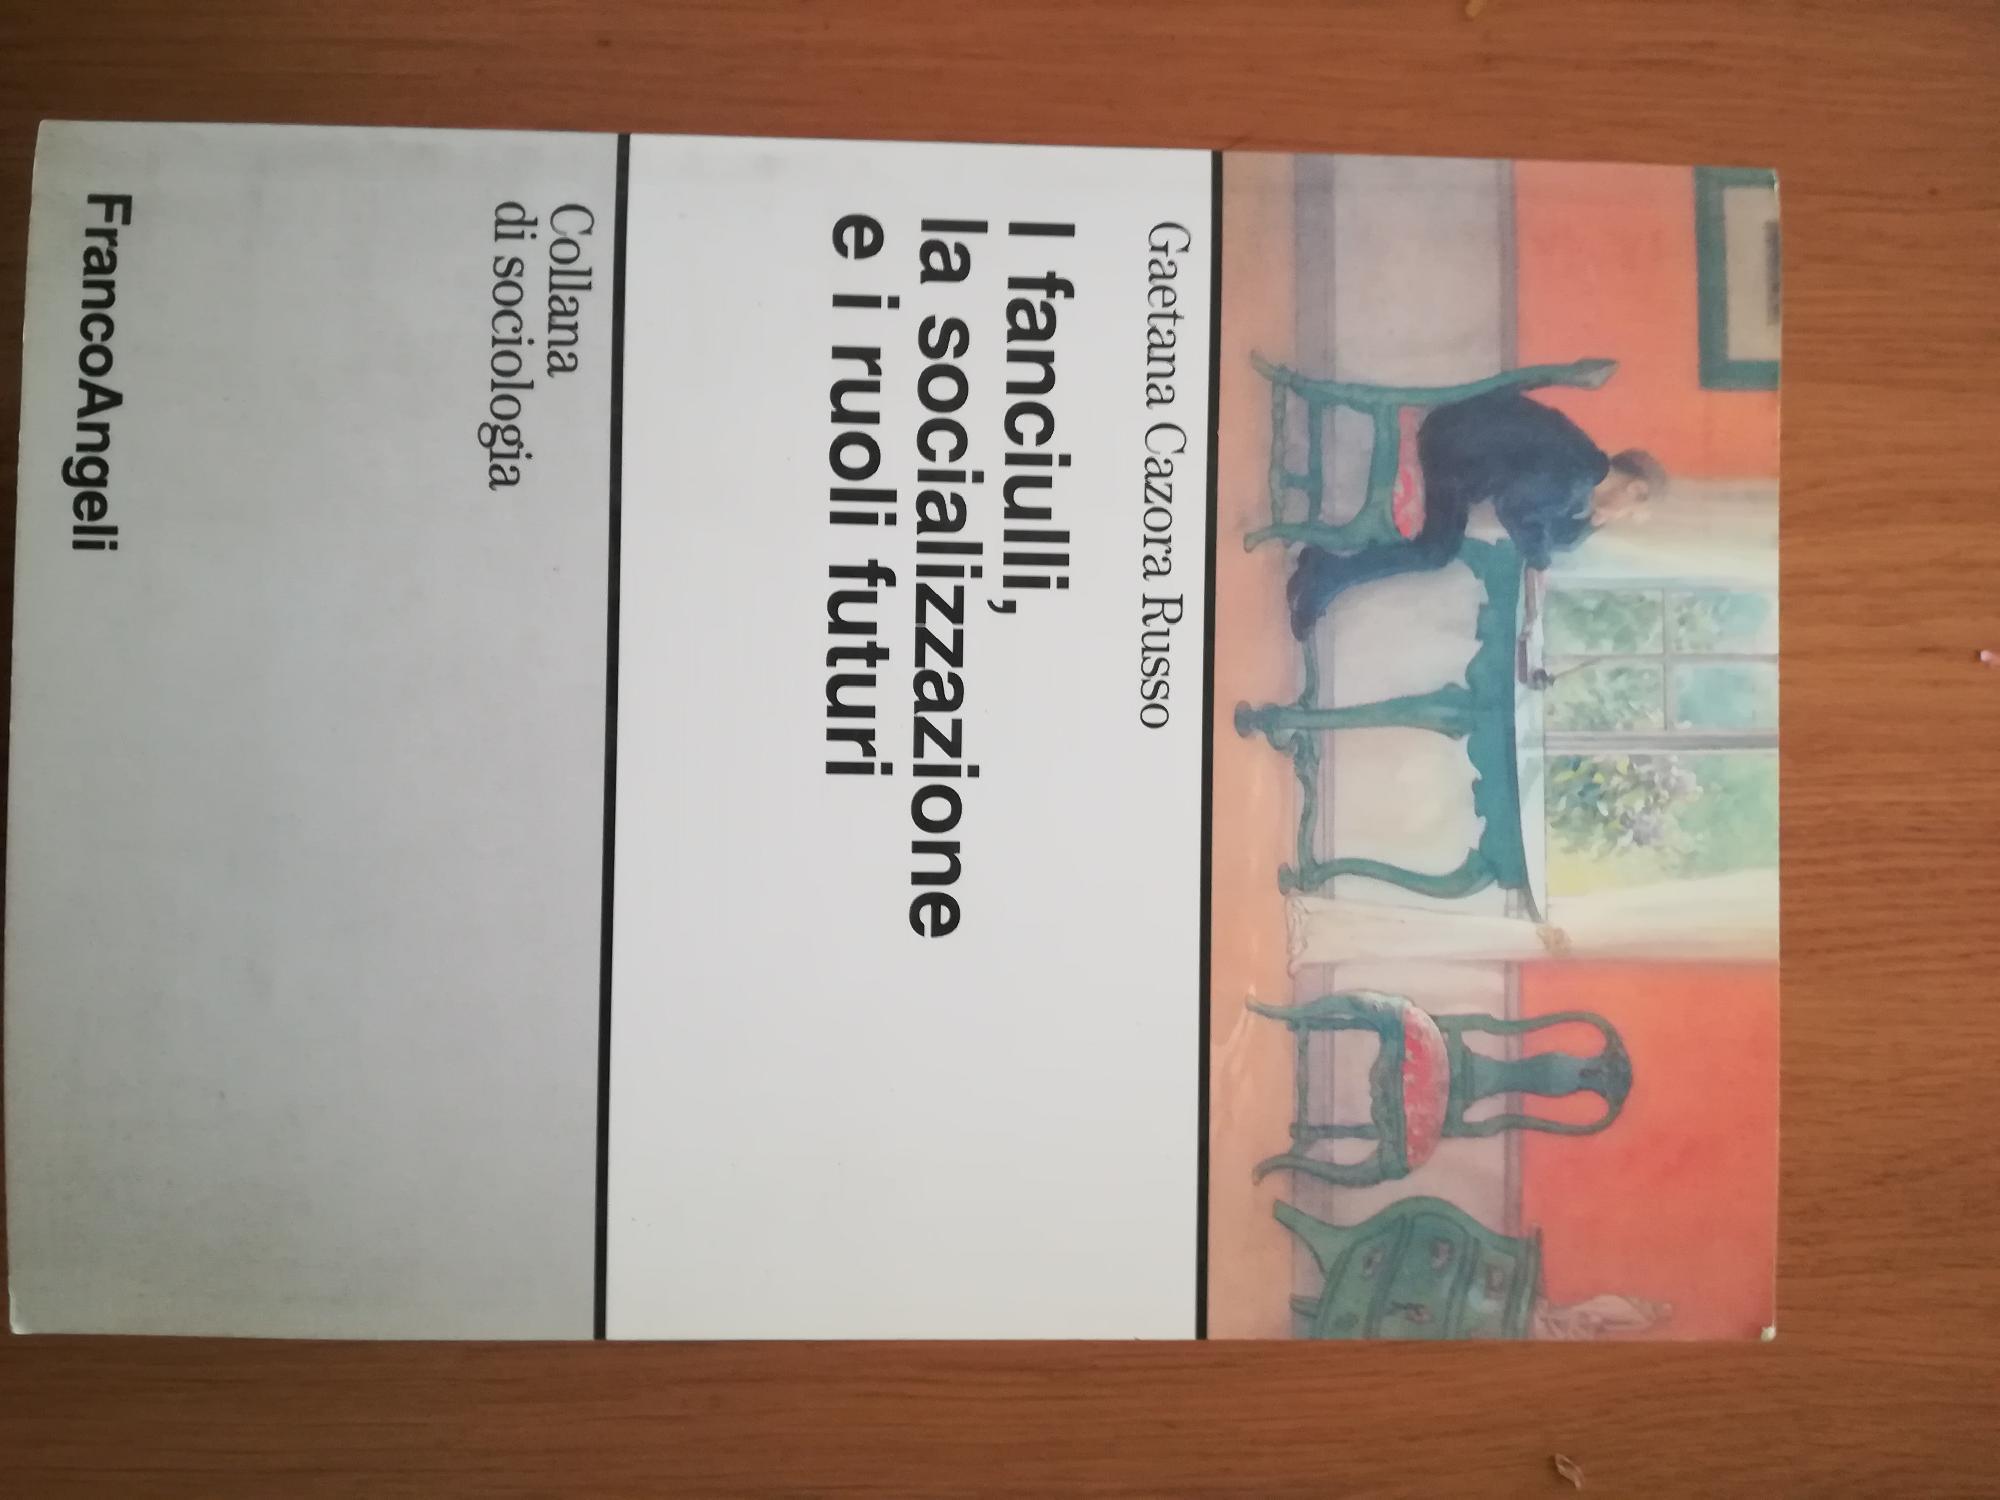 Gaetana Cazora Russo
I fanciulli,
la socializzazione
e i ruoli futuri
Collana
di sociologia
FrancoAngeli